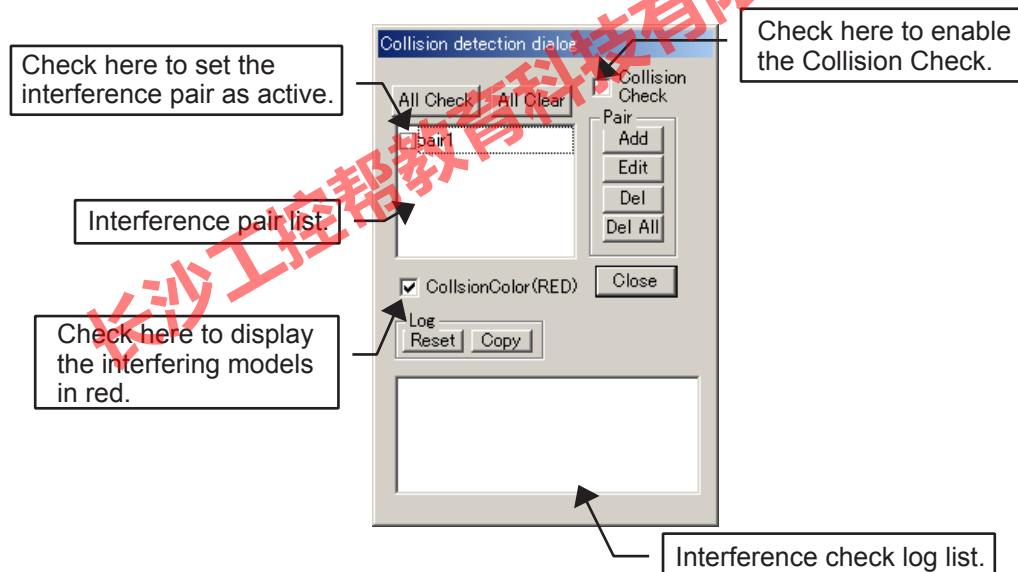 Check here to enable
the Collision Check.
Collision detection dialog
Check here to set the
interference pair as active.
Collision
Check
All Check
All Clear
Pair
pair1
Add
Edit
Del
Del All
Interference pair list.
CollsionColor(RED)
Close
Check here to display
the interfering models
in red.
Log
Reset
Copy
Interference check log list.
长沙工控帮教育科技有限